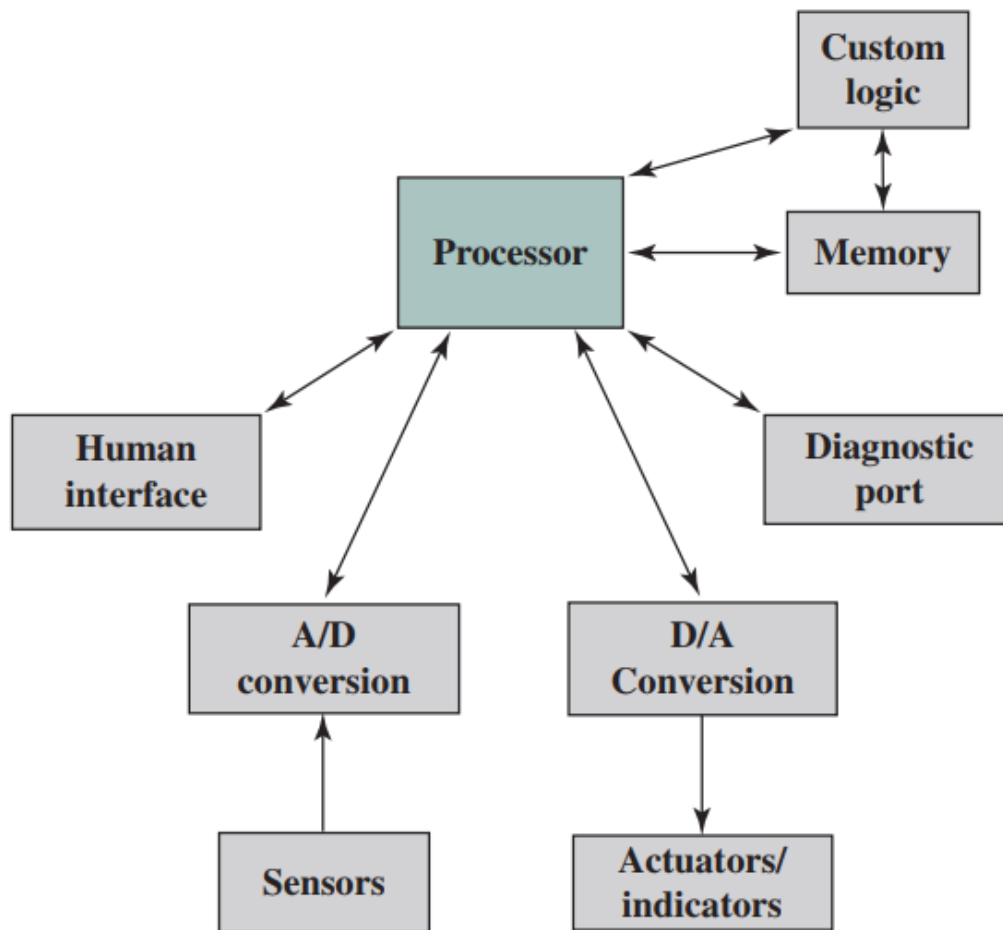 Custom
logic
Processor
Memory
Human
interface
Diagnostic
port
A/D
conversion
D/A
Conversion
Sensors
Actuators/
indicators